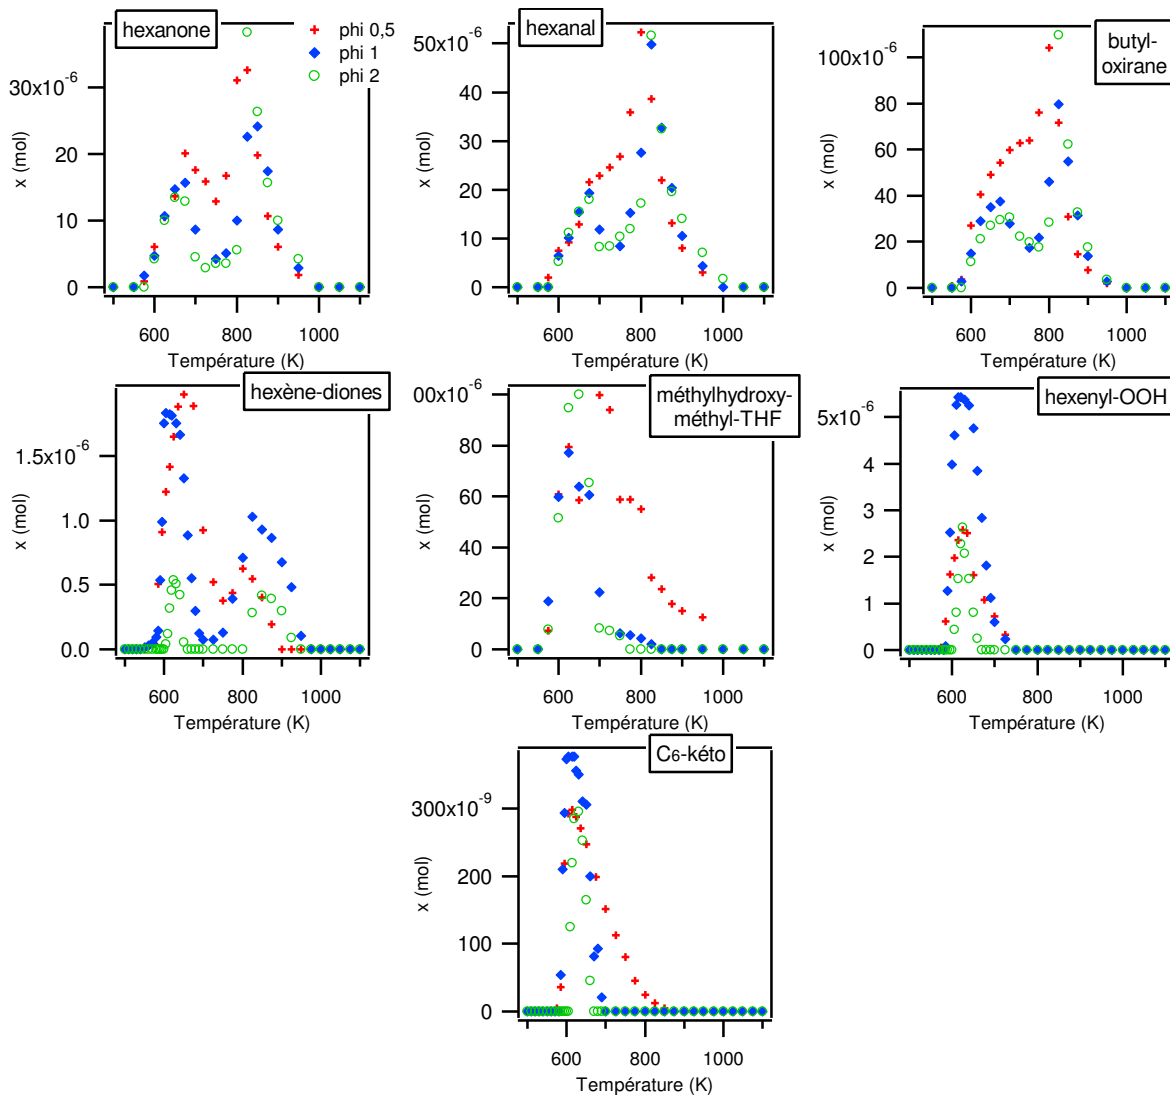 hexanone
phi 0,5
phi 1
phi 2
30x10-6
20
10
0
x (mol)
600 800 1000
Température (K)
hexanal
50x10-6
40
30
20
10
0
x (mol)
600 800 1000
Température (K)
butyl-
oxirane
100x10-6
80
60
40
20
0
x (mol)
600 800 1000
Température (K)
hexène-diones
1.5x10-6
1.0
0.5
0.0
x (mol)
600 800 1000
Température (K)
méthylhydroxy-
méthyl-THF
00x10-6
80
60
40
20
0
x (mol)
600 800 1000
Température (K)
hexenyl-OOH
5x10-6
4
3
2
1
0
x (mol)
600 800 1000
Température (K)
C6-kéto
300x10-9
200
100
0
x (mol)
600 800 1000
Température (K)